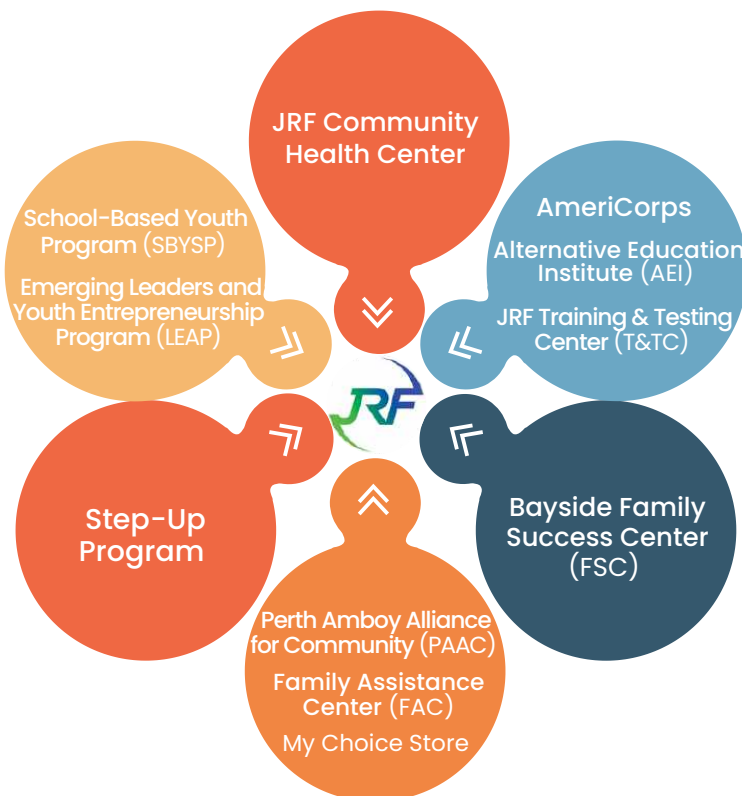 JRF Community
Health Center
AmeriCorps
Alternative Education
Institute (AEI)
JRF Training & Testing
Center (T&TC)
Bayside Family
Success Center
(FSC)
Perth Amboy Alliance
for Community (PAAC)
Family Assistance
Center (FAC)
My Choice Store
Step-Up
Program
School-Based Youth
Program (SBYSP)
Emerging Leaders and
Youth Entrepreneurship
Program (LEAP)
JRF